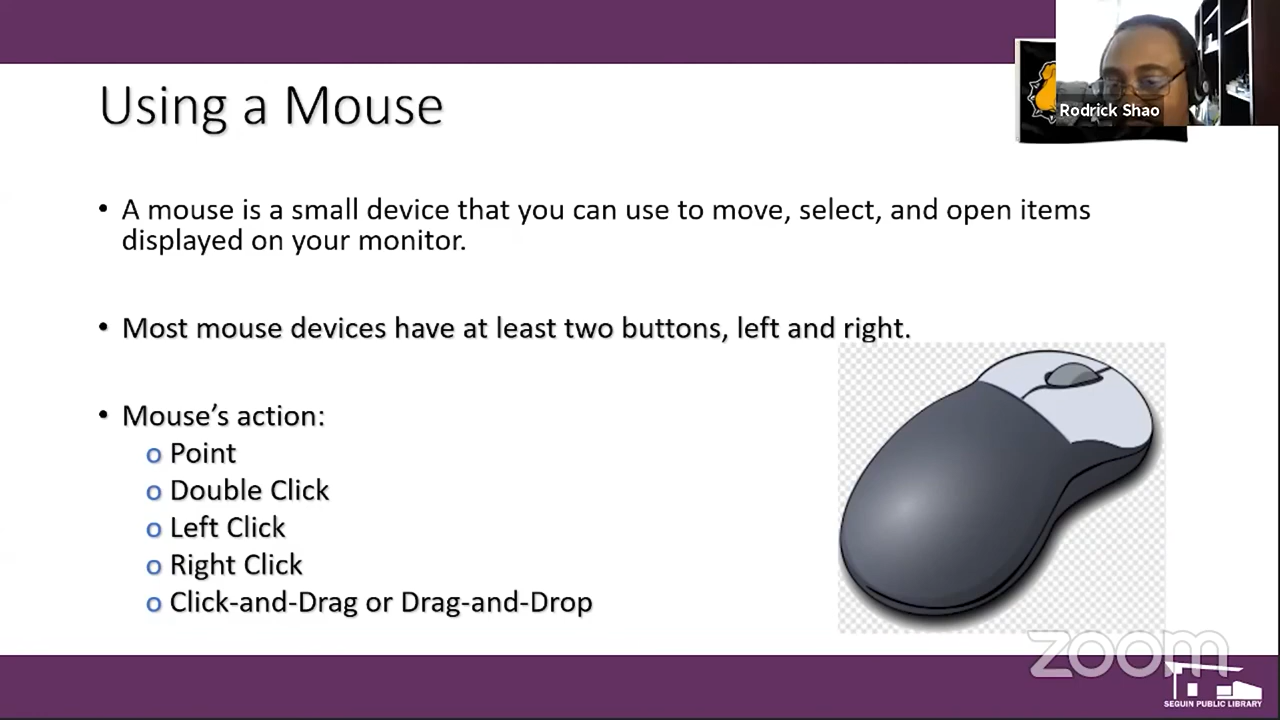 Using a Mouse
Rodrick Shao
• A mouse is a small device that you can use to move, select, and open items
displayed on your monitor.
• Most mouse devices have at least two buttons, left and right.
• Mouse’s action:
o Point
o Double Click
o Left Click
o Right Click
o Click-and-Drag or Drag-and-Drop
zoom
SEGUIN PUBLIC LIBRARY